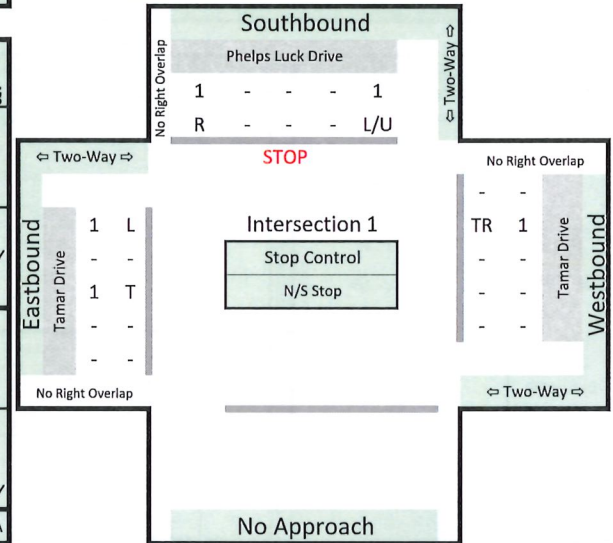 Southbound
Phelps Luck Drive
No Right Overlap
⇦ Two-Way ⇨
1 - - - 1
R - - - L/U
STOP
⇦ Two-Way ⇨
No Right Overlap
Eastbound
Tamar Drive
1 L
- -
1 T
- -
- -
No Right Overlap
Intersection 1
Stop Control
N/S Stop
- -
TR 1
- -
- -
- -
Tamar Drive
Westbound
⇦ Two-Way ⇨
No Approach